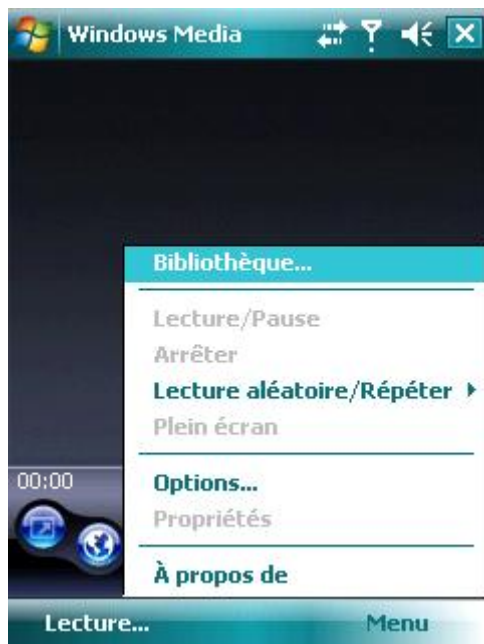 Windows Media
Bibliothèque...
Lecture/Pause
Arrêter
Lecture aléatoire/Répéter
Plein écran
00:00
Options...
Propriétés
À propos de
Lecture... Menu